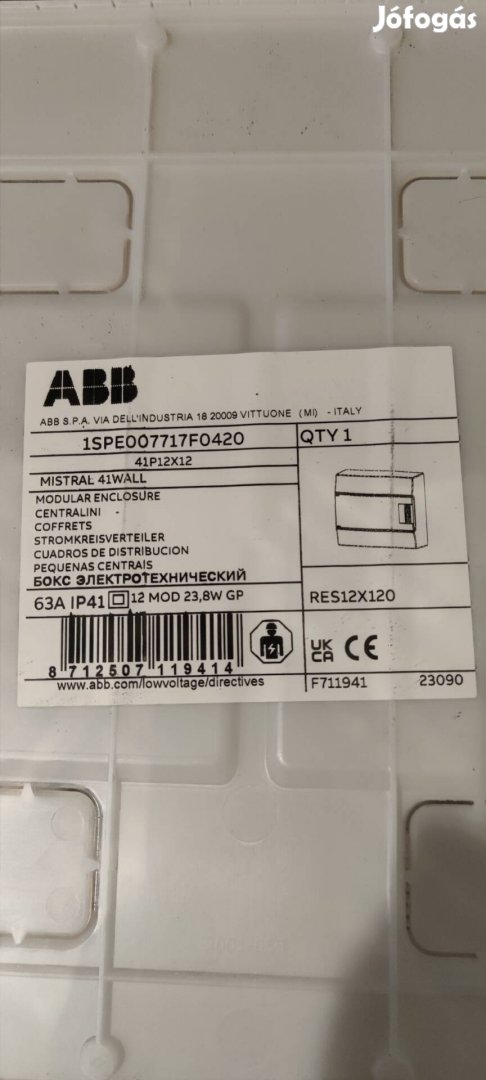 Jófogás
ABB
ABB S.P.A. VIA DELL'INDUSTRIA 18 20009 VITTUONE (MI) - ITALY
1SPE007717F0420
QTY 1
41P12X12
MISTRAL 41WALL
MODULAR ENCLOSURE
CENTRALINI -
COFFRETS
STROMKREISVERTEILER
CUADROS DE DISTRIBUCION
PEQUENAS CENTRAIS
БОКС ЭЛЕКТРОТЕХНИЧЕСКИЙ
63A IP41 12 MOD 23,8W GP
RES12X120
8 712507 119414
UK CA CE
www.abb.com/lowvoltage/directives
F711941 23090